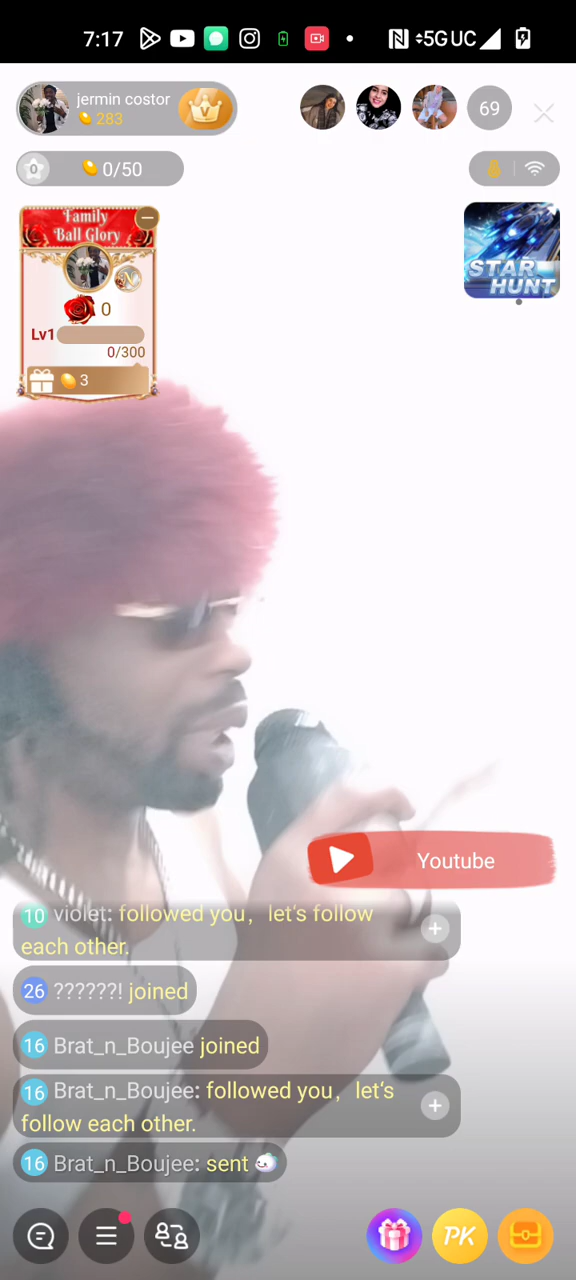 7:17
5G UC
jermin costor
283
69
0
0/50
Family
Ball Glory
0
Lv1
0/300
3
STAR
HUNT
Youtube
10 violet: followed you, let's follow
each other.
26 ??????! joined
16 Brat_n_Boujee joined
16 Brat_n_Boujee: followed you, let's
follow each other.
16 Brat_n_Boujee: sent
PK